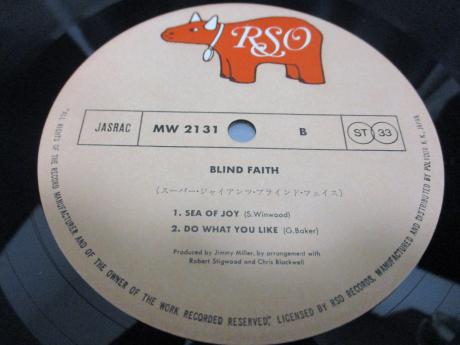 RSO
JASRAC MW 2131 B ST 33
BLIND FAITH
(スーパー・ジャイアンツ・ブラインド・フェイス)
1. SEA OF JOY (S.Winwood)
2. DO WHAT YOU LIKE (G.Baker)
Produced by Jimmy Miller, by arrangement with
Robert Stigwood and Chris Blackwell
"ALL RIGHTS OF THE RECORD MANUFACTURER AND OF THE OWNER OF THE WORK RECORDED RESERVED", LICENSED BY RSO RECORDS, MANUFACTURED AND DISTRIBUTED BY POLYDOR K.K., JAPAN